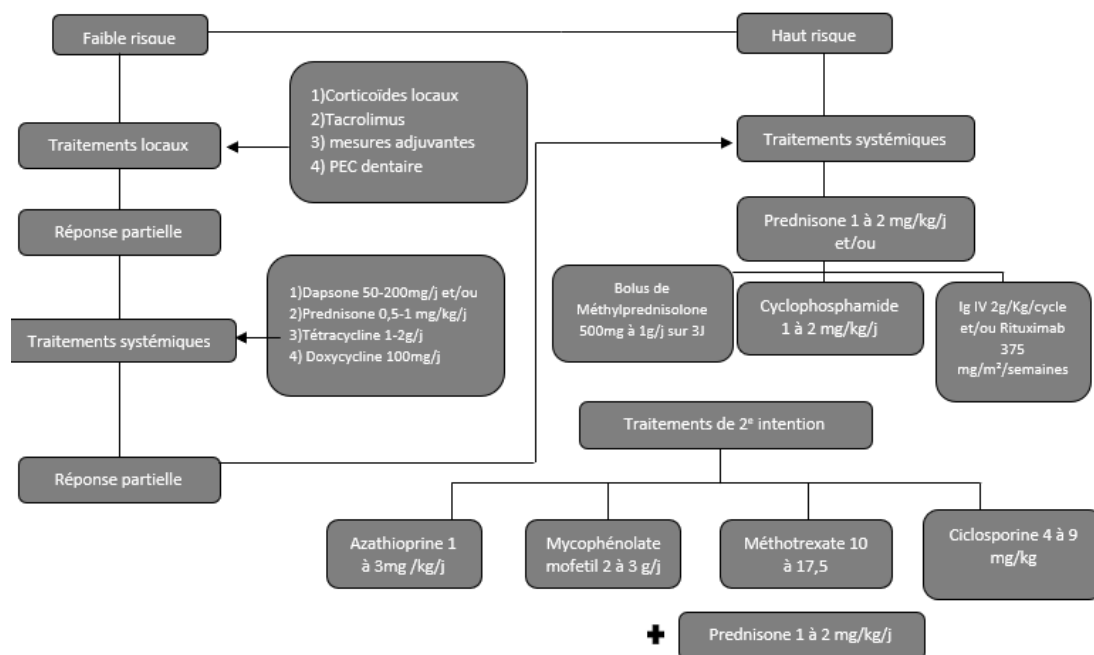 Faible risque
Haut risque
1)Corticoïdes locaux
2)Tacrolimus
3) mesures adjuvantes
4) PEC dentaire
Traitements locaux
Traitements systémiques
Réponse partielle
Prednisone 1 à 2 mg/kg/j
et/ou
1)Dapsone 50-200mg/j et/ou
2)Prednisone 0,5-1 mg/kg/j
3)Tétracycline 1-2g/j
4) Doxycycline 100mg/j
Traitements systémiques
Bolus de
Méthylprednisolone
500mg à 1g/j sur 3J
Cyclophosphamide
1 à 2 mg/kg/j
Ig IV 2g/Kg/cycle
et/ou Rituximab
375
mg/m²/semaines
Réponse partielle
Traitements de 2e intention
Azathioprine 1
à 3mg /kg/j
Mycophénolate
mofetil 2 à 3 g/j
Méthotrexate 10
à 17,5
Ciclosporine 4 à 9
mg/kg
+ Prednisone 1 à 2 mg/kg/j